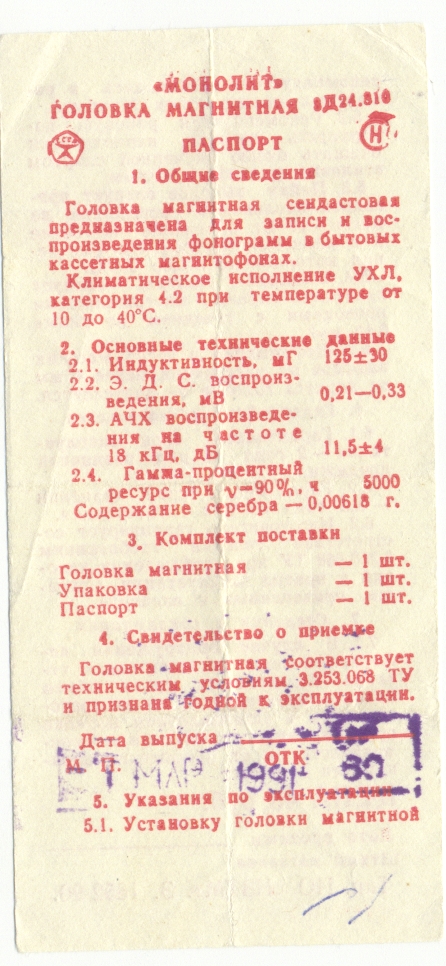 «МОНОЛИТ»
ГОЛОВКА МАГНИТНАЯ 3Д24.810
ПАСПОРТ
1. Общие сведения
Головка магнитная сендастовая
предназначена для записи и вос-
произведения фонограмм в бытовых
кассетных магнитофонах.
Климатическое исполнение УХЛ,
категория 4.2 при температуре от
10 до 40°С.
2. Основные технические данные
2.1. Индуктивность, мГ 125±30
2.2. Э. Д. С. воспроиз-
ведения, мВ 0,21—0,33
2.3. АЧХ воспроизведе-
ния на частоте
18 кГц, дБ 11,5±4
2.4. Гамма-процентный
ресурс при γ=90%, ч 5000
Содержание серебра — 0,00618 г.
3. Комплект поставки
Головка магнитная — 1 шт.
Упаковка — 1 шт.
Паспорт — 1 шт.
4. Свидетельство о приемке
Головка магнитная соответствует
техническим условиям 3.253.068 ТУ
и признана годной к эксплуатации.
Дата выпуска
М. П. ОТК
МАР 1991
5. Указания по эксплуатации
5.1. Установку головки магнитной